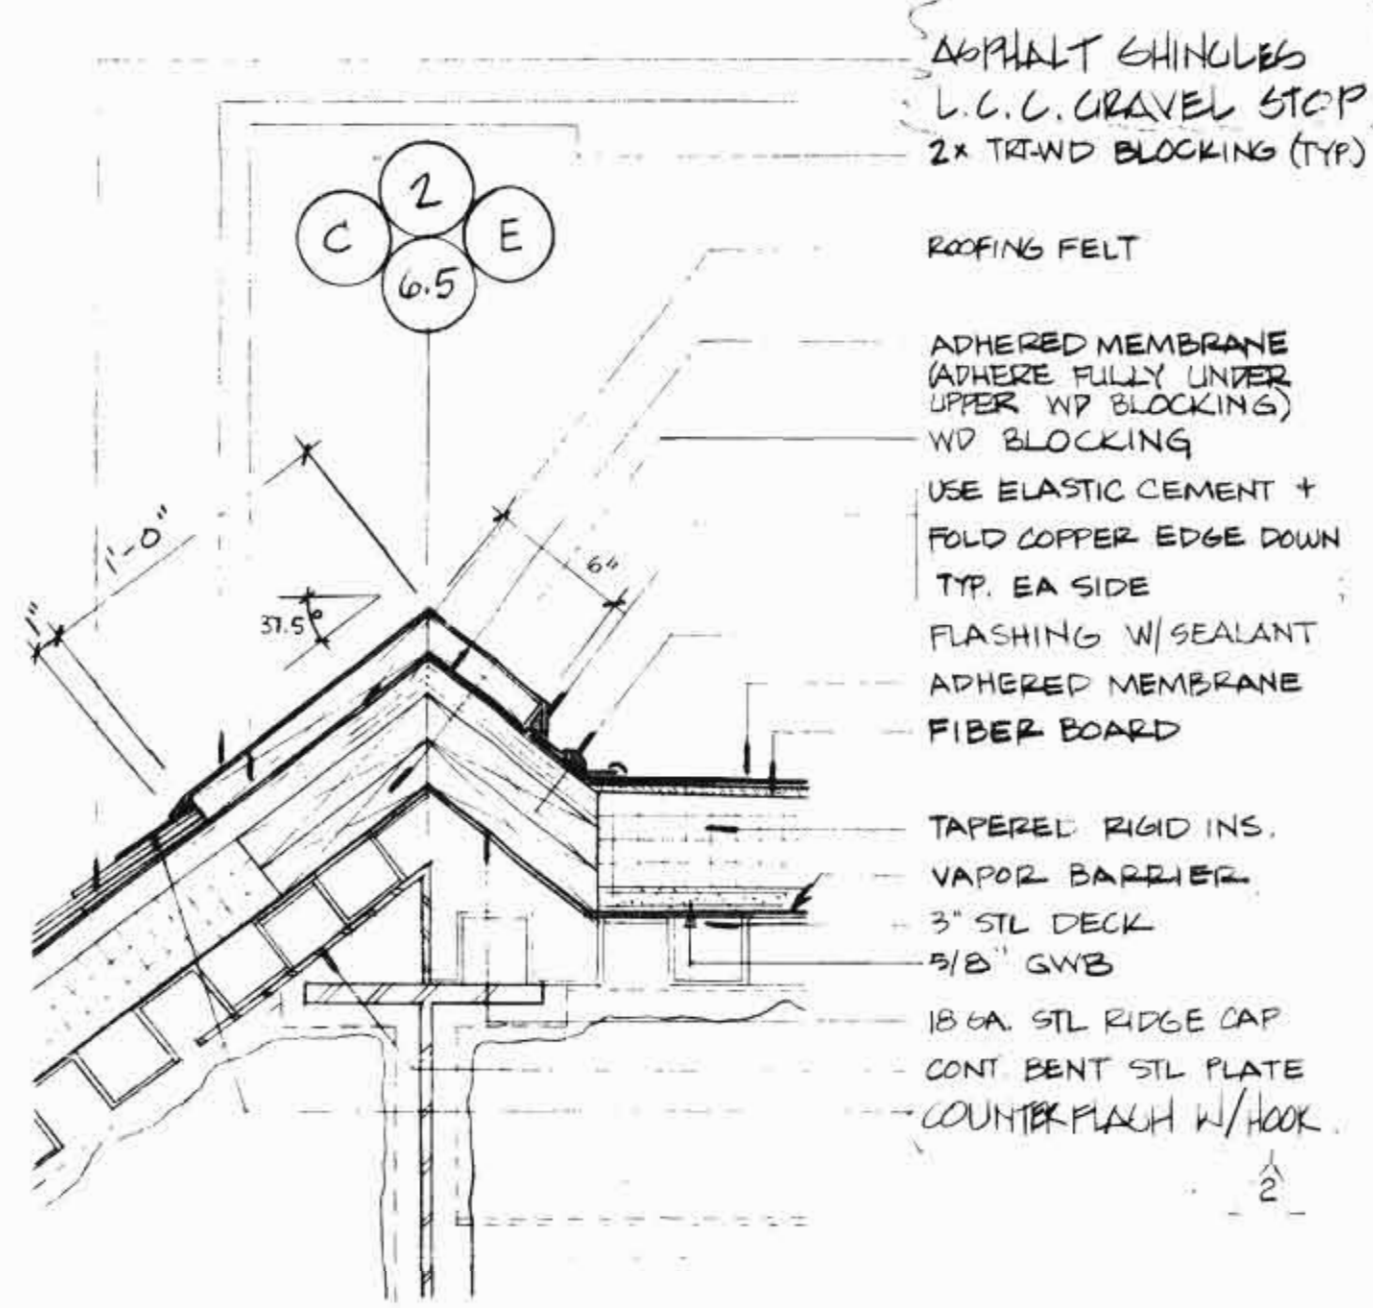 ASPHALT SHINGLES
L.C.C. GRAVEL STOP
2x TRT-WD BLOCKING (TYP.)
2
C
E
6.5
ROOFING FELT
ADHERED MEMBRANE
(ADHERE FULLY UNDER
UPPER WD BLOCKING)
WD BLOCKING
USE ELASTIC CEMENT +
FOLD COPPER EDGE DOWN
TYP. EA SIDE
1'-0"
6"
1"
37.5°
FLASHING W/SEALANT
ADHERED MEMBRANE
FIBER BOARD
TAPEREL RIGID INS.
VAPOR BARRIER
3" STL DECK
5/8" GWB
18 GA. STL RIDGE CAP
CONT. BENT STL PLATE
COUNTERFLASH W/HOOK
2